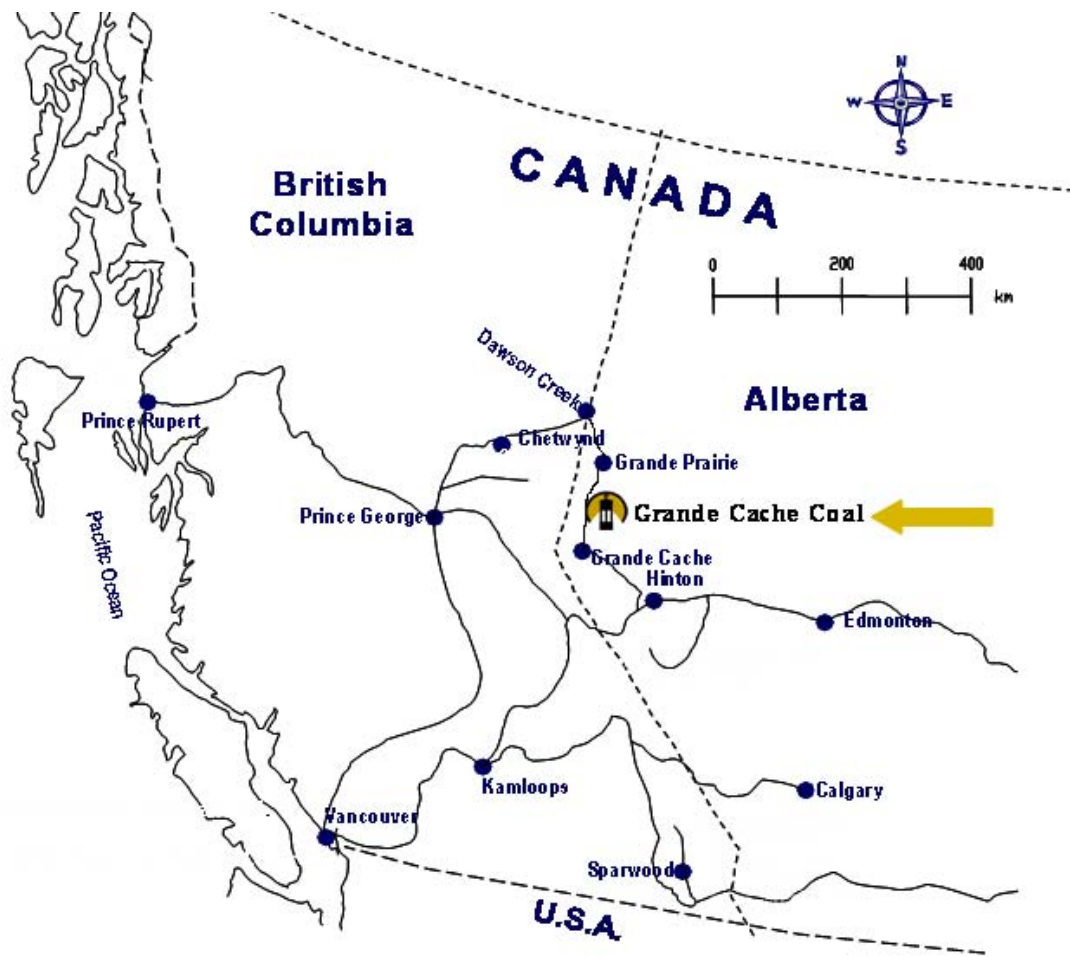 N
W E
S
CANADA
British
Columbia
0 200 400
km
Dawson Creek
Alberta
Prince Rupert
Chetwynd
Grande Prairie
Prince George
Grande Cache Coal
Pacific Ocean
Grande Cache
Hinton
Edmonton
Kamloops
Calgary
Vancouver
Sparwood
U.S.A.